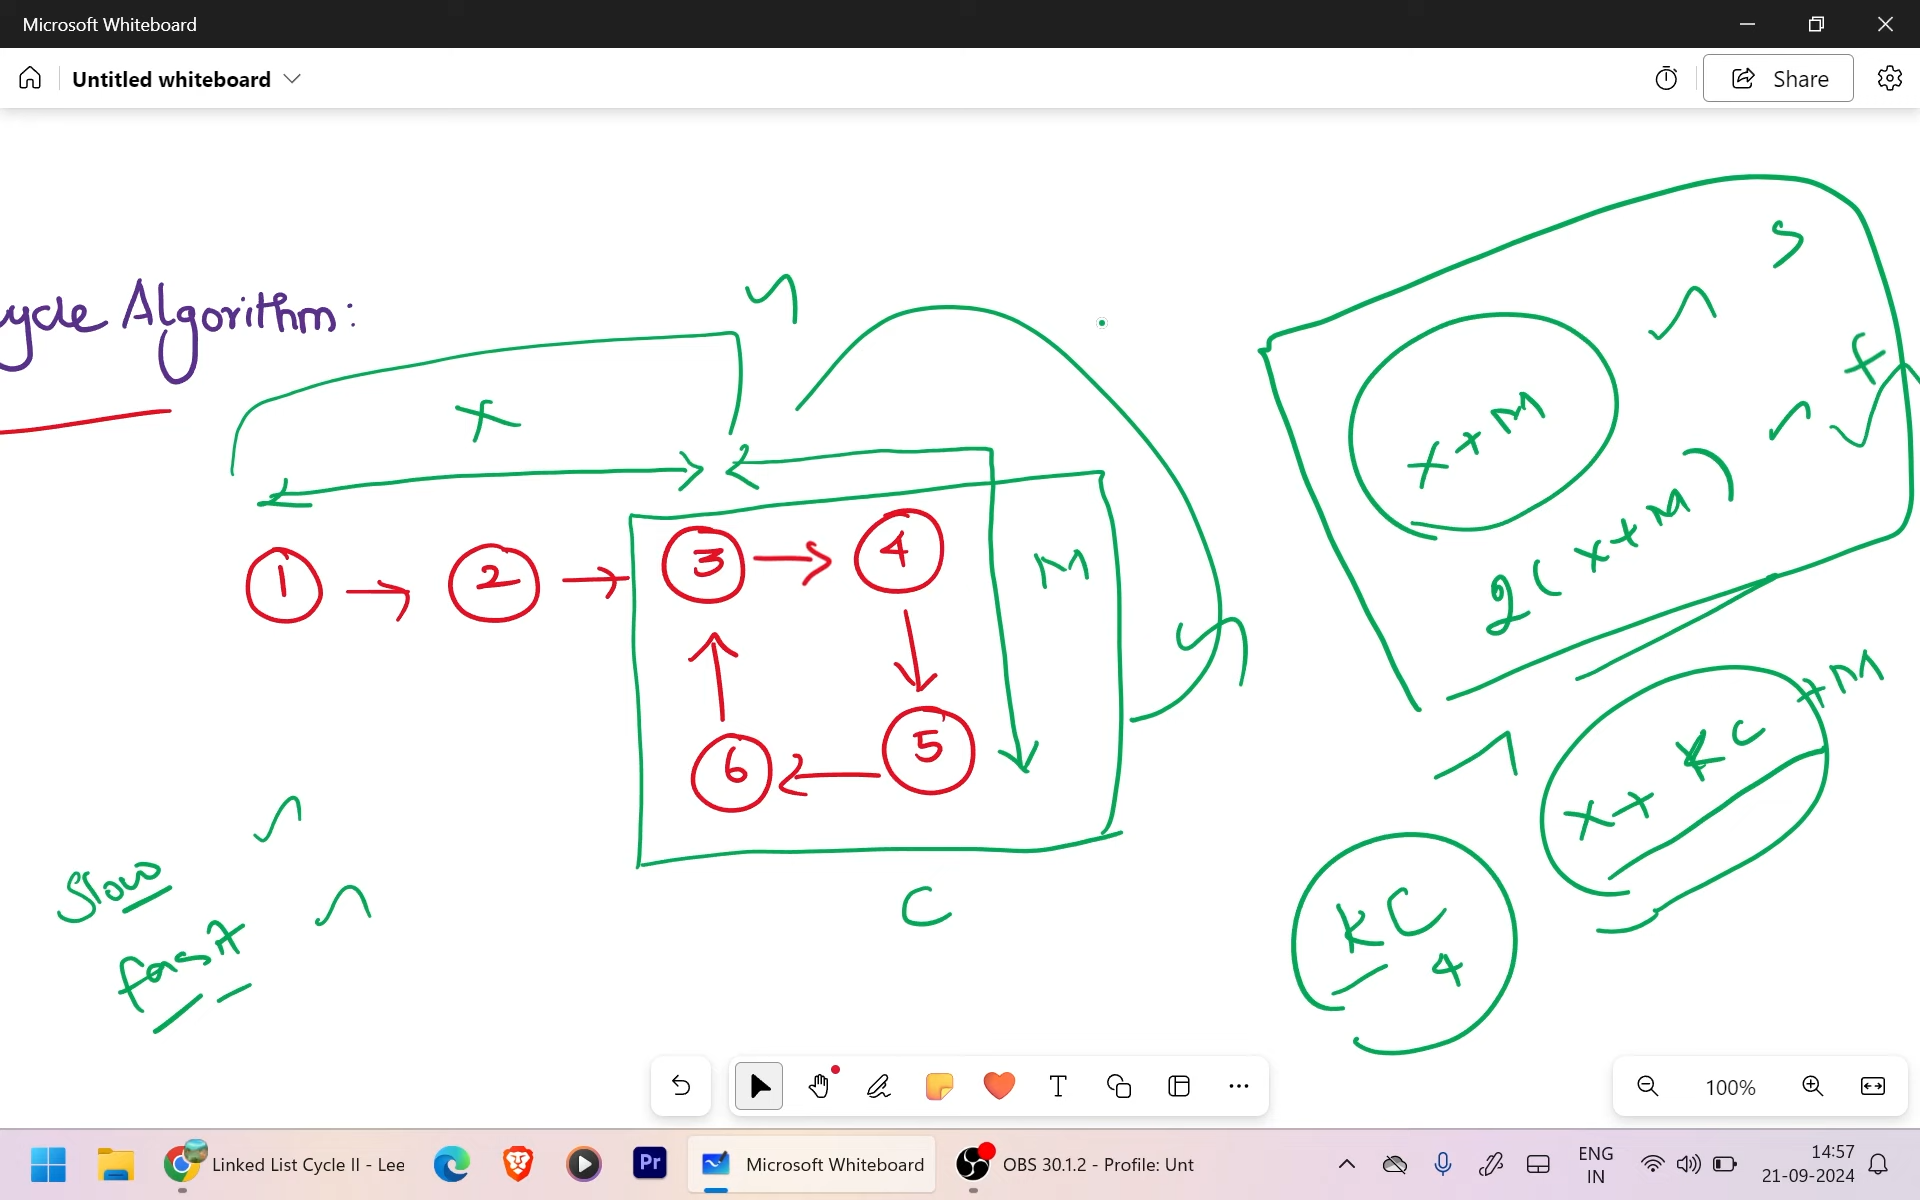 Microsoft Whiteboard
Untitled whiteboard
Share
ycle Algorithm:
X
1 → 2 → 3 → 4
M
6 ← 5
C
slow
fast
S
x + M
f
2 ( x + M )
x + KC + M
KC
4
100%
Linked List Cycle II - Lee
Pr
Microsoft Whiteboard
OBS 30.1.2 - Profile: Unt
ENG
IN
14:57
21-09-2024